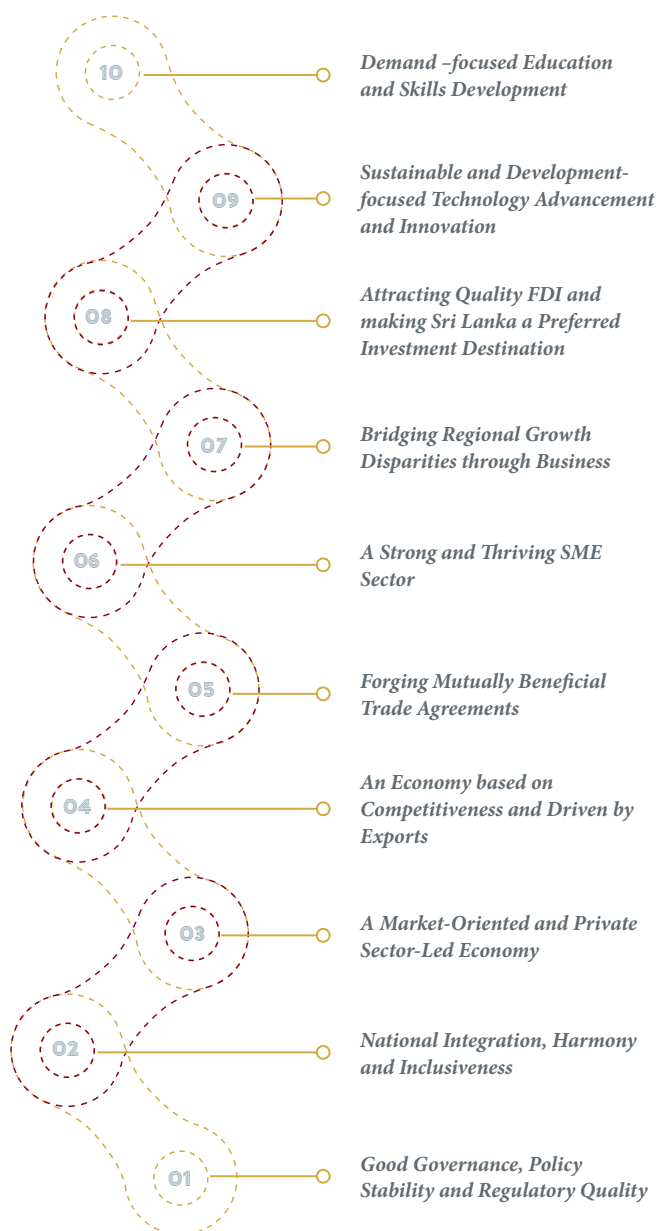 10
Demand –focused Education
and Skills Development
09
Sustainable and Development-
focused Technology Advancement
and Innovation
08
Attracting Quality FDI and
making Sri Lanka a Preferred
Investment Destination
07
Bridging Regional Growth
Disparities through Business
06
A Strong and Thriving SME
Sector
05
Forging Mutually Beneficial
Trade Agreements
04
An Economy based on
Competitiveness and Driven by
Exports
03
A Market-Oriented and Private
Sector-Led Economy
02
National Integration, Harmony
and Inclusiveness
01
Good Governance, Policy
Stability and Regulatory Quality